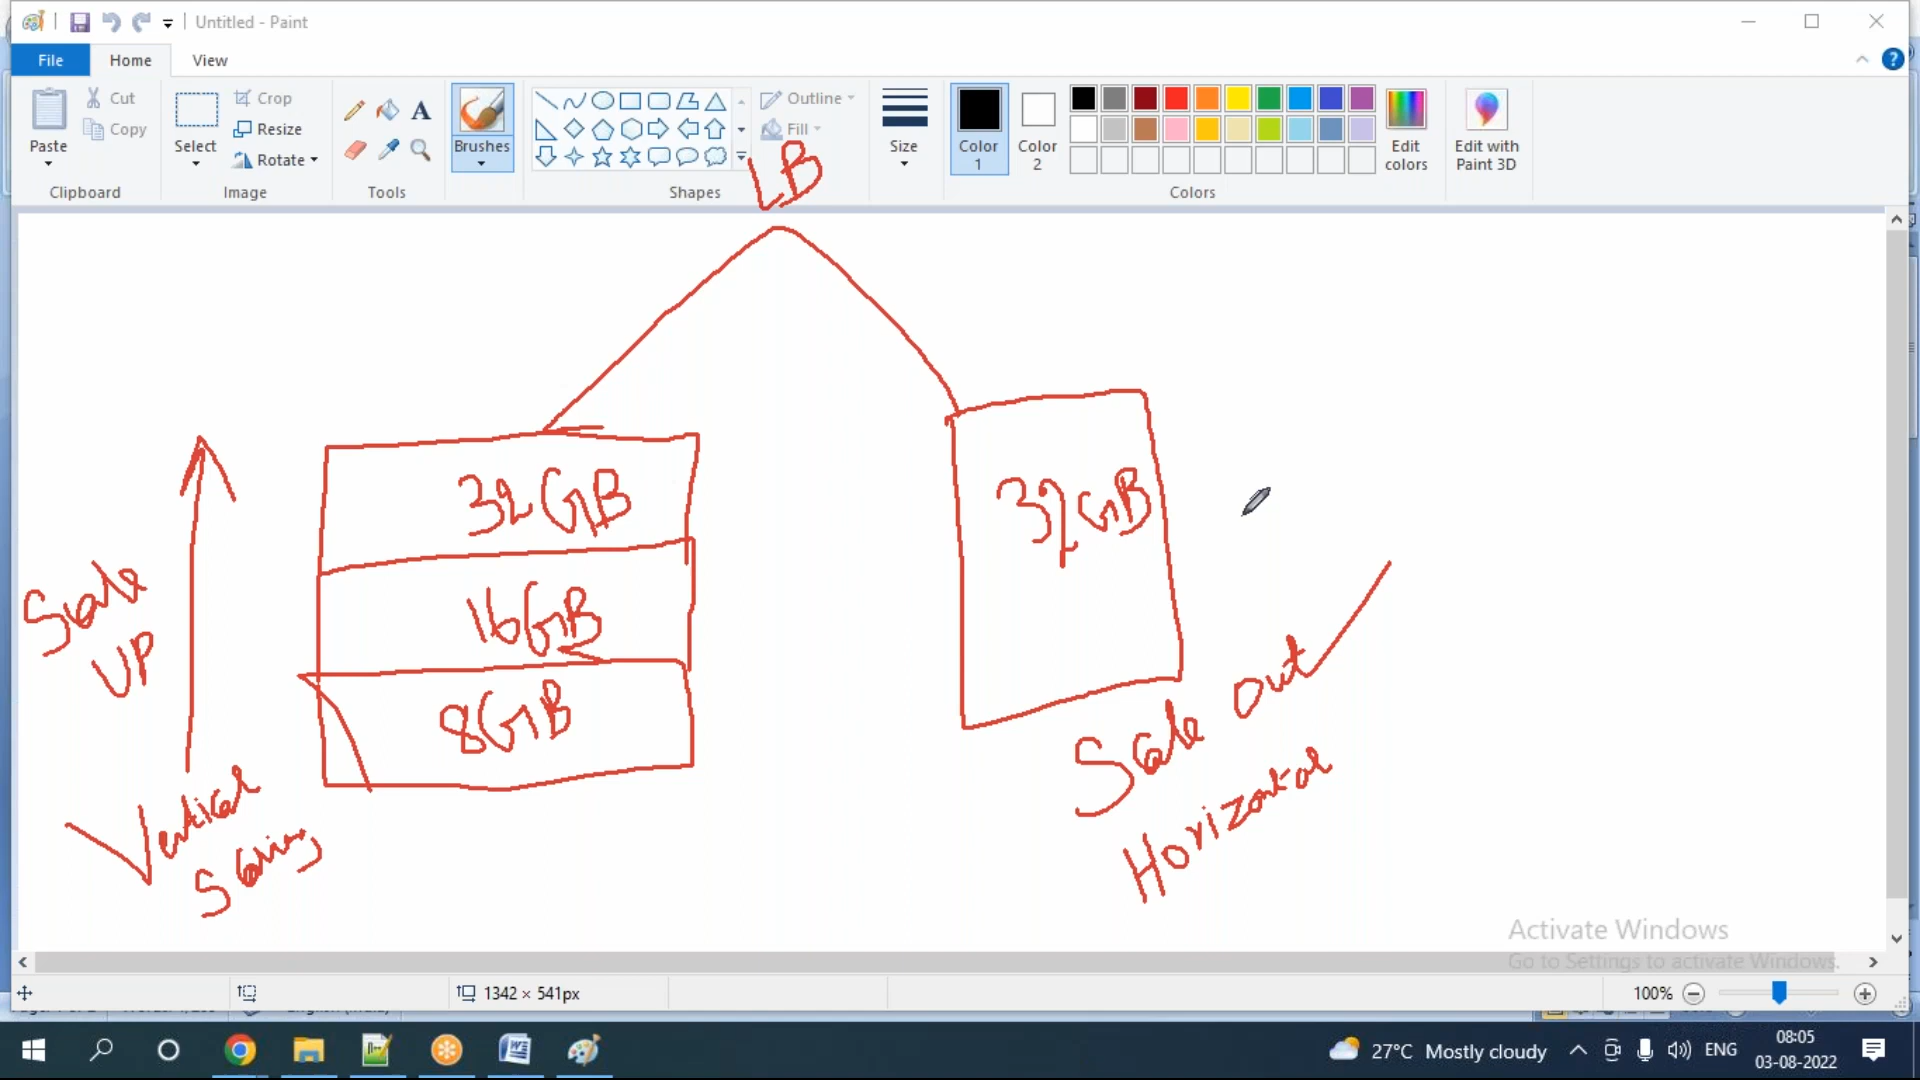 Untitled - Paint
File Home View
Cut
Copy
Paste
Clipboard
Select
Crop
Resize
Rotate
Image
A
Tools
Brushes
Shapes
Outline
Fill
Size
Color 1
Color 2
Colors
Edit colors
Edit with Paint 3D
LB
32GB
16GB
8GB
32GB
Scale
UP
Vertical
Scaling
Scale Out
Horizontal
Activate Windows
Go to Settings to activate Windows.
1342 × 541px
100%
27°C Mostly cloudy
ENG
08:05
03-08-2022